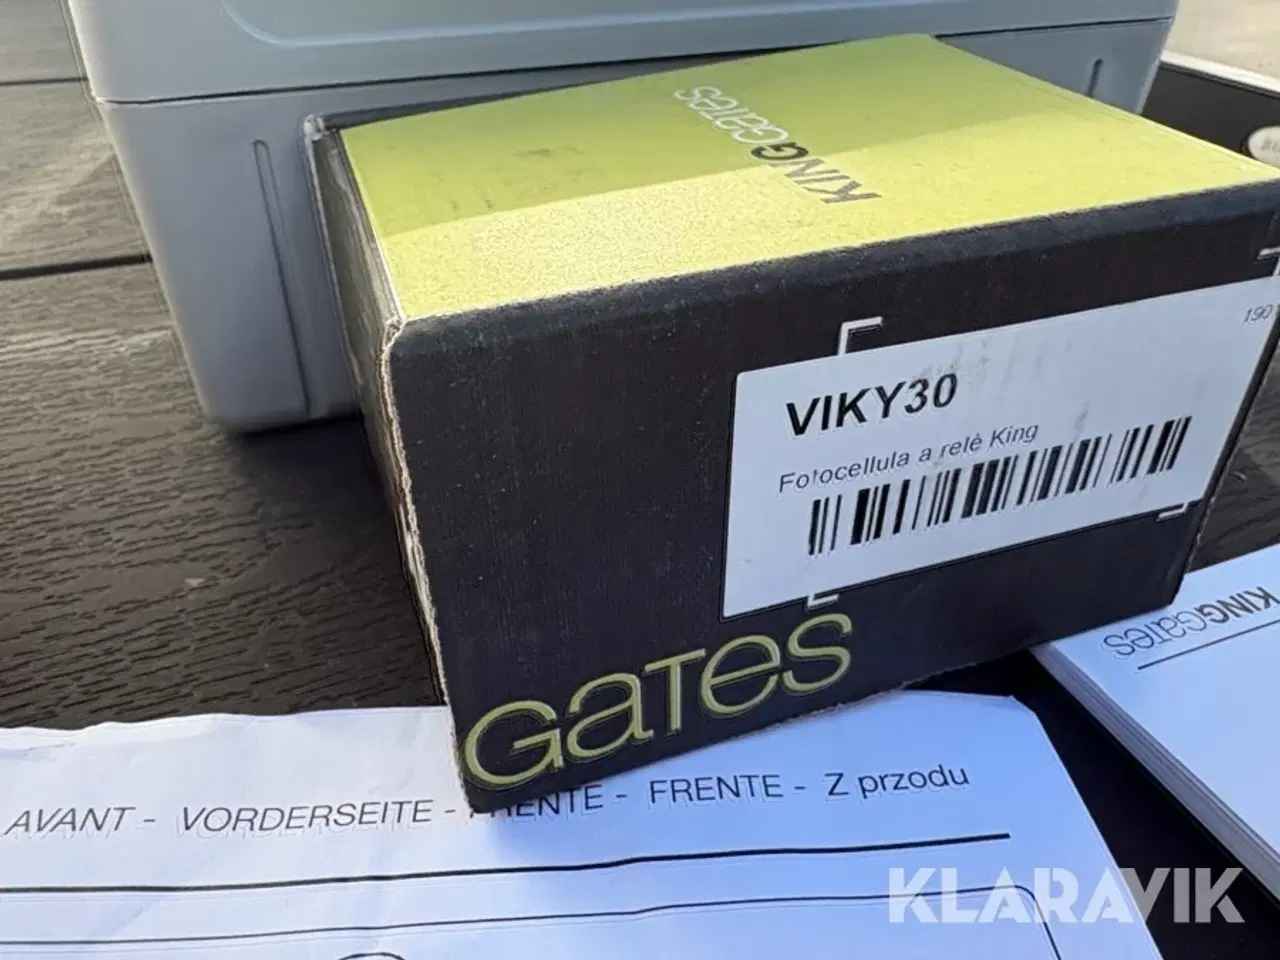 KINGGATES
190
VIKY30
Fotocellula a relè King
GATES
KINGGATES
AVANT - VORDERSEITE - FRENTE - FRENTE - Z przodu
KLARAVIK